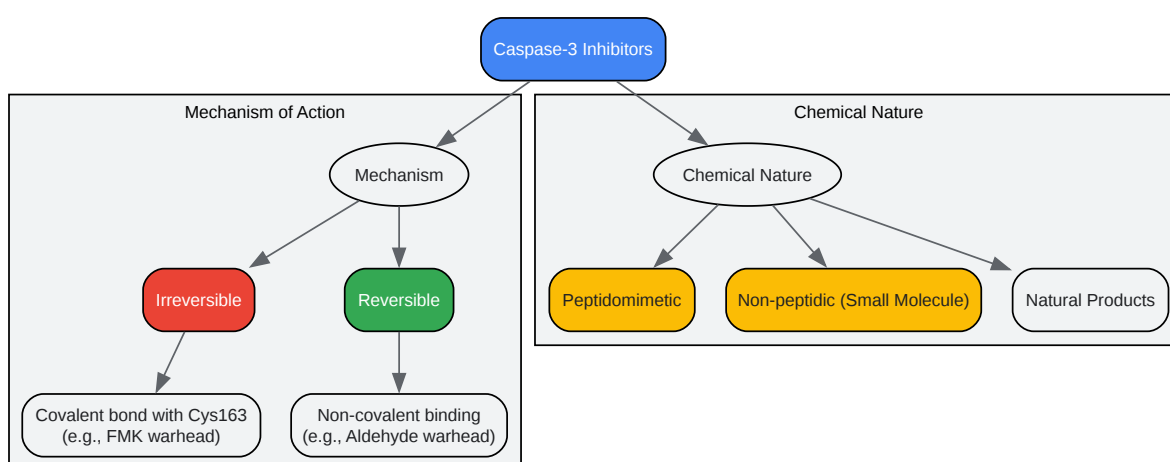 Caspase-3 Inhibitors
Mechanism of Action
Mechanism
Irreversible
Reversible
Covalent bond with Cys163
(e.g., FMK warhead)
Non-covalent binding
(e.g., Aldehyde warhead)
Chemical Nature
Chemical Nature
Peptidomimetic
Non-peptidic (Small Molecule)
Natural Products